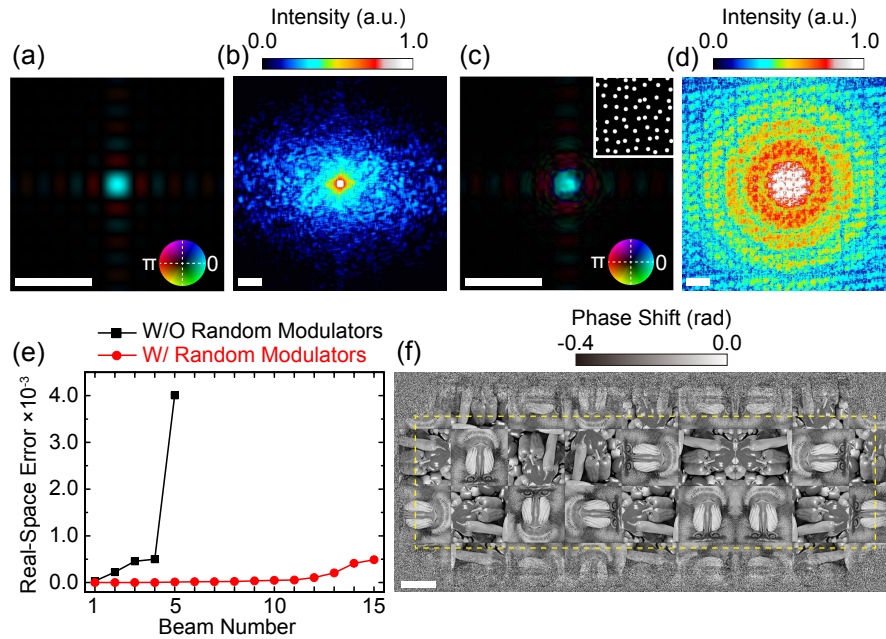 Intensity (a.u.)
0.0 1.0
Intensity (a.u.)
0.0 1.0
(a) (b) (c) (d)
π 0
π 0
W/O Random Modulators
W/ Random Modulators
(e)
Real-Space Error ×10⁻³
4.0
3.0
2.0
1.0
0.0
1 5 10 15
Beam Number
Phase Shift (rad)
-0.4 0.0
(f)